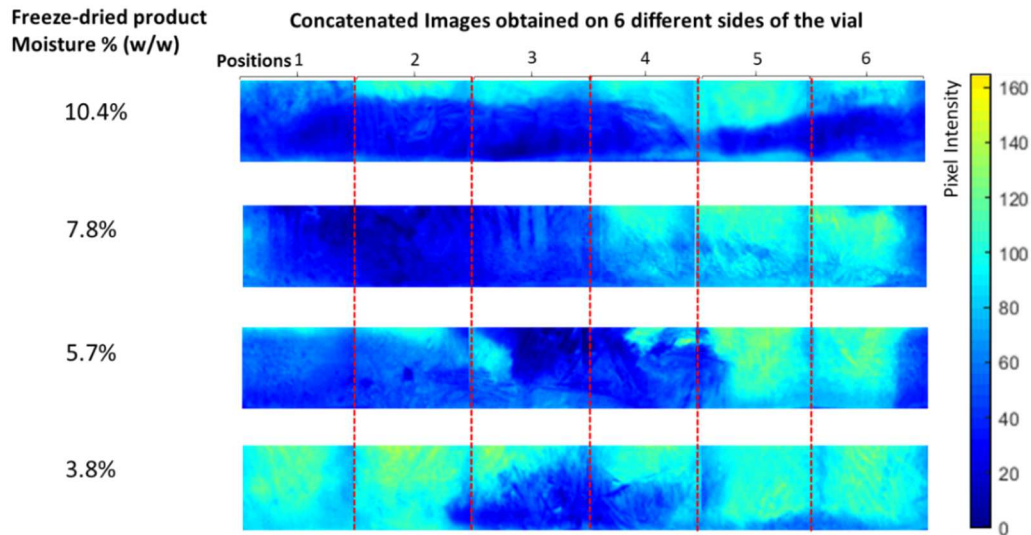 Freeze-dried product
Moisture % (w/w)
Concatenated Images obtained on 6 different sides of the vial
Positions 1 2 3 4 5 6
10.4%
7.8%
5.7%
3.8%
Pixel Intensity
160
140
120
100
80
60
40
20
0